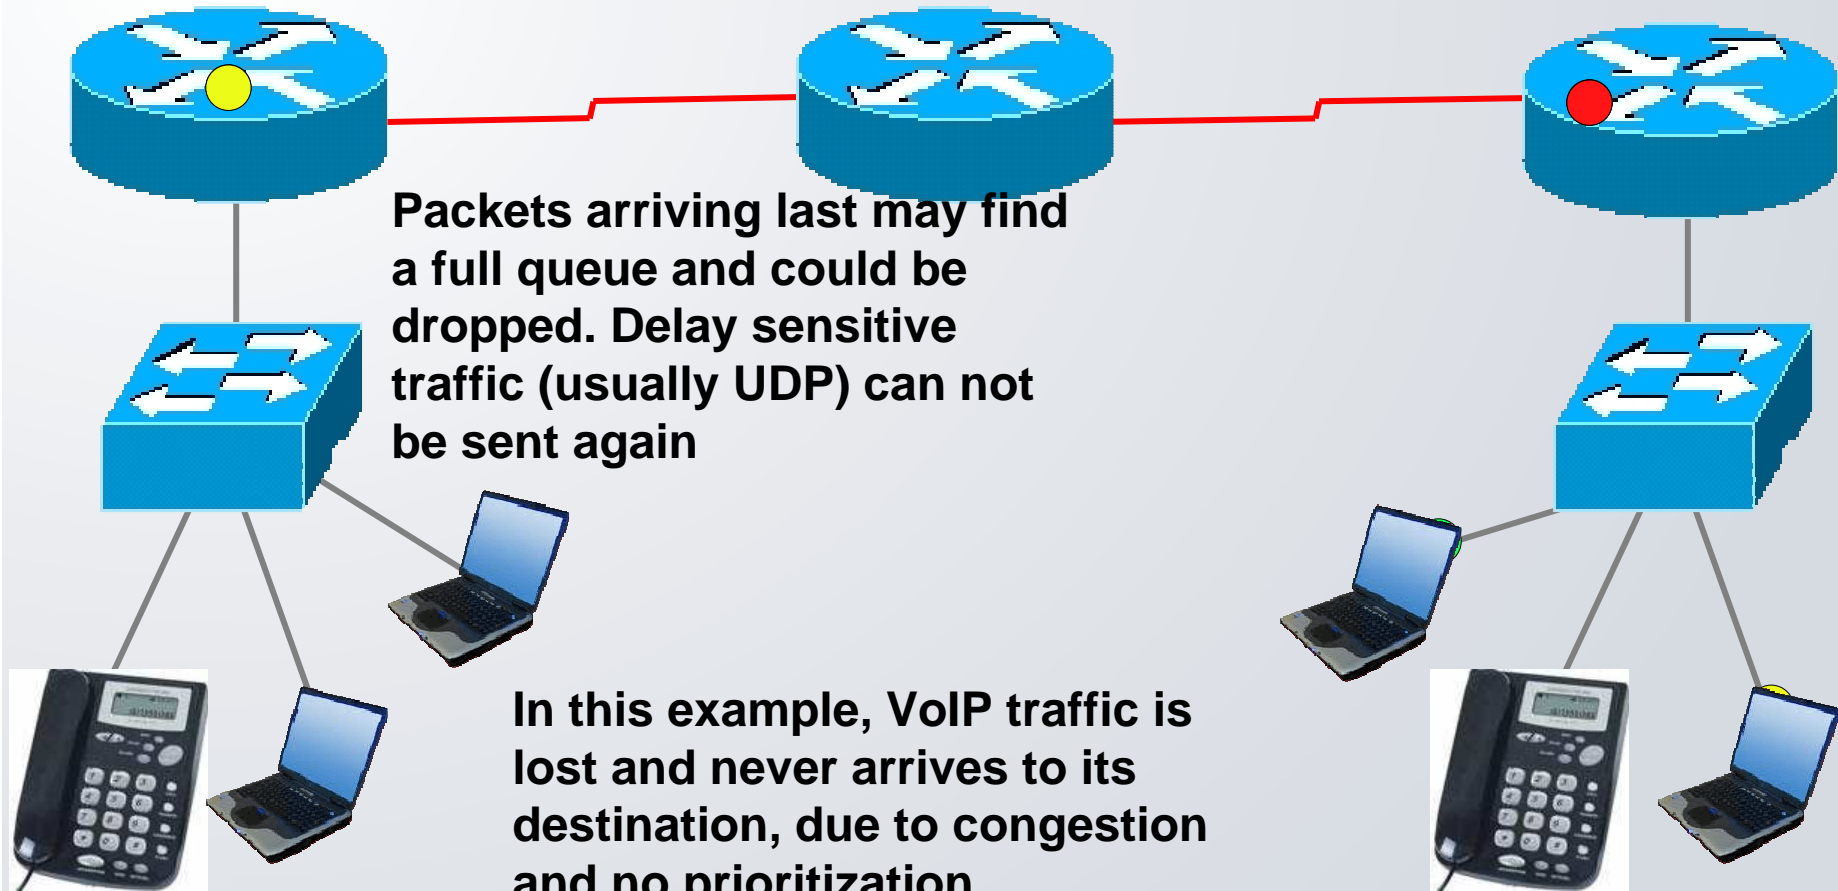 Packets arriving last may find
a full queue and could be
dropped. Delay sensitive
traffic (usually UDP) can not
be sent again
In this example, VoIP traffic is
lost and never arrives to its
destination, due to congestion
and no prioritization